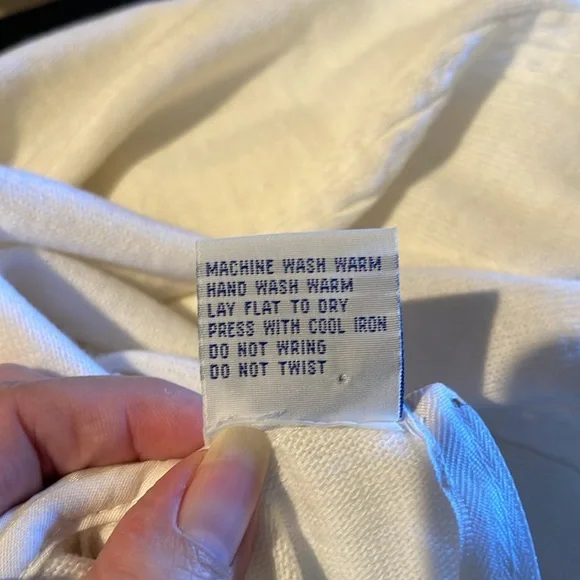 MACHINE WASH WARM
HAND WASH WARM
LAY FLAT TO DRY
PRESS WITH COOL IRON
DO NOT WRING
DO NOT TWIST